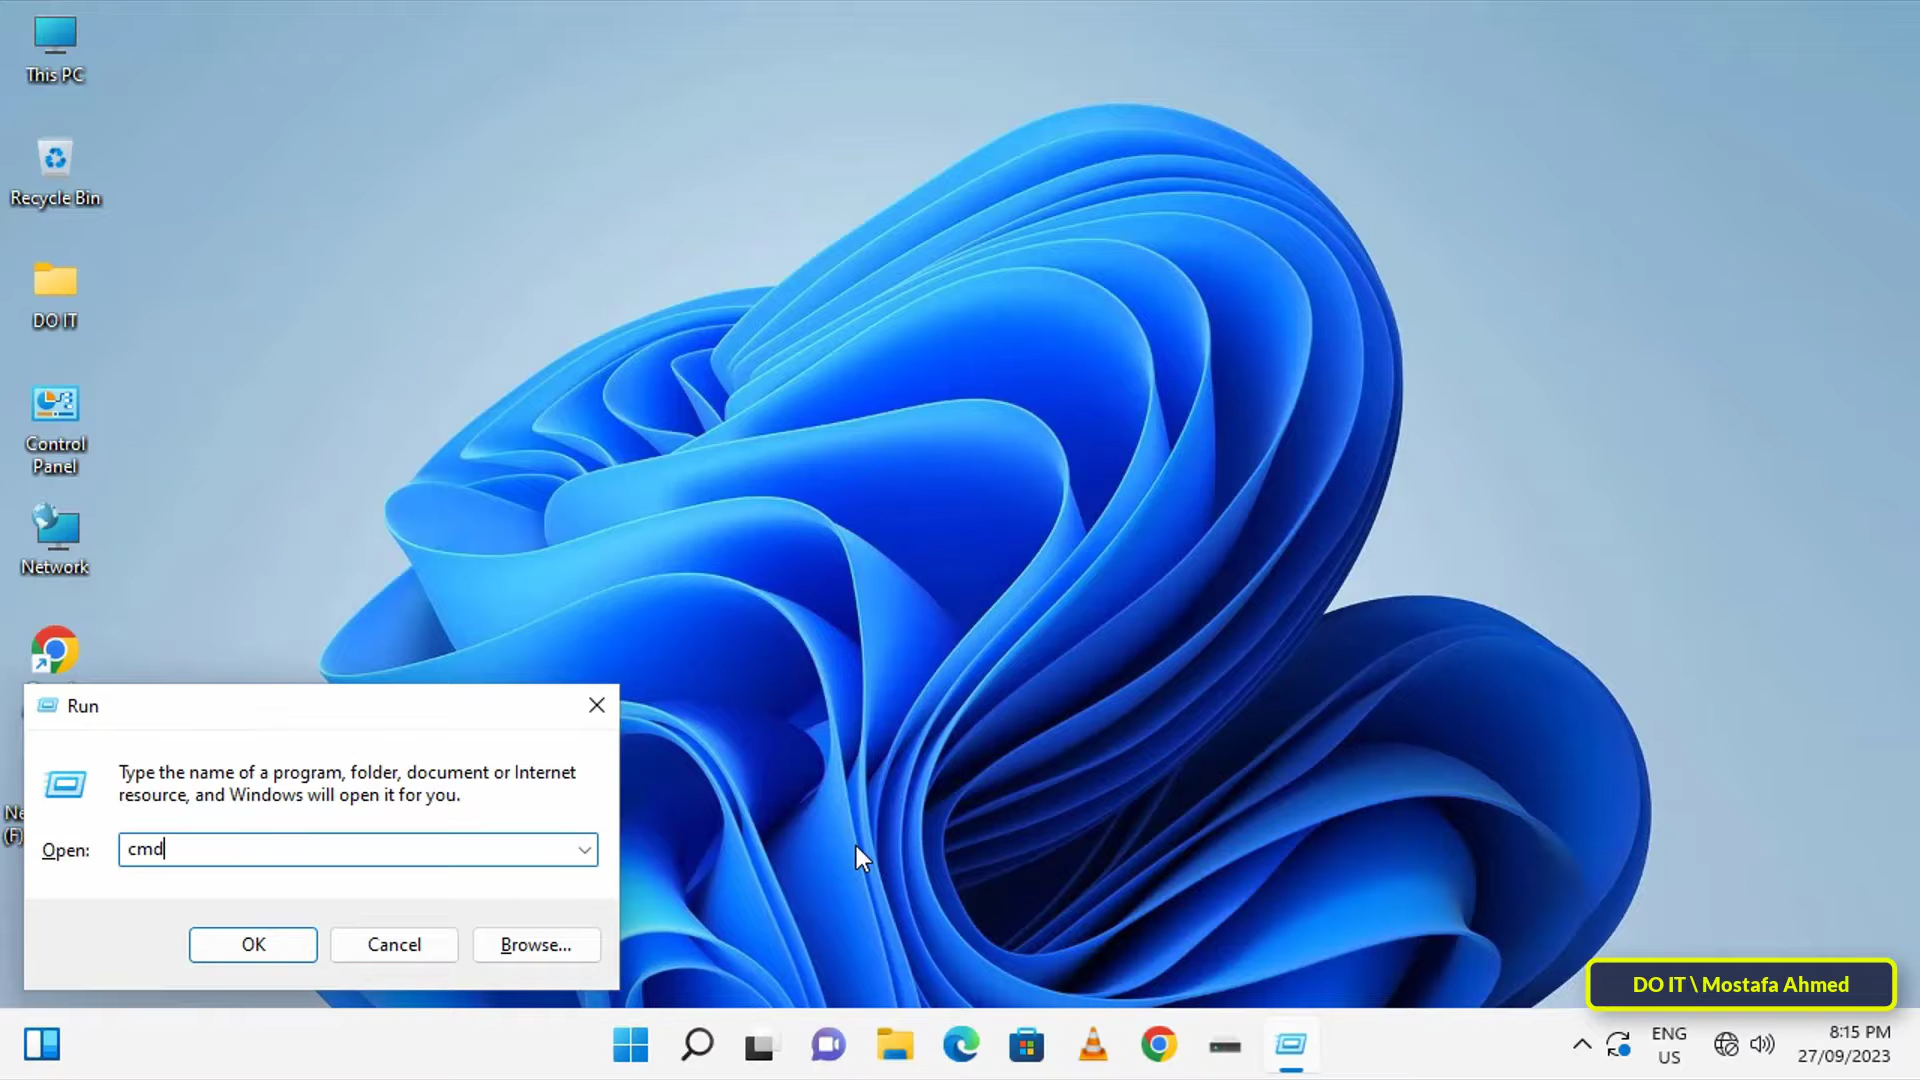 This PC
Recycle Bin
DO IT
Control
Panel
Network
Ne
(F)
Run
Type the name of a program, folder, document or Internet
resource, and Windows will open it for you.
Open: cmd
OK Cancel Browse...
DO IT \ Mostafa Ahmed
ENG
US
8:15 PM
27/09/2023